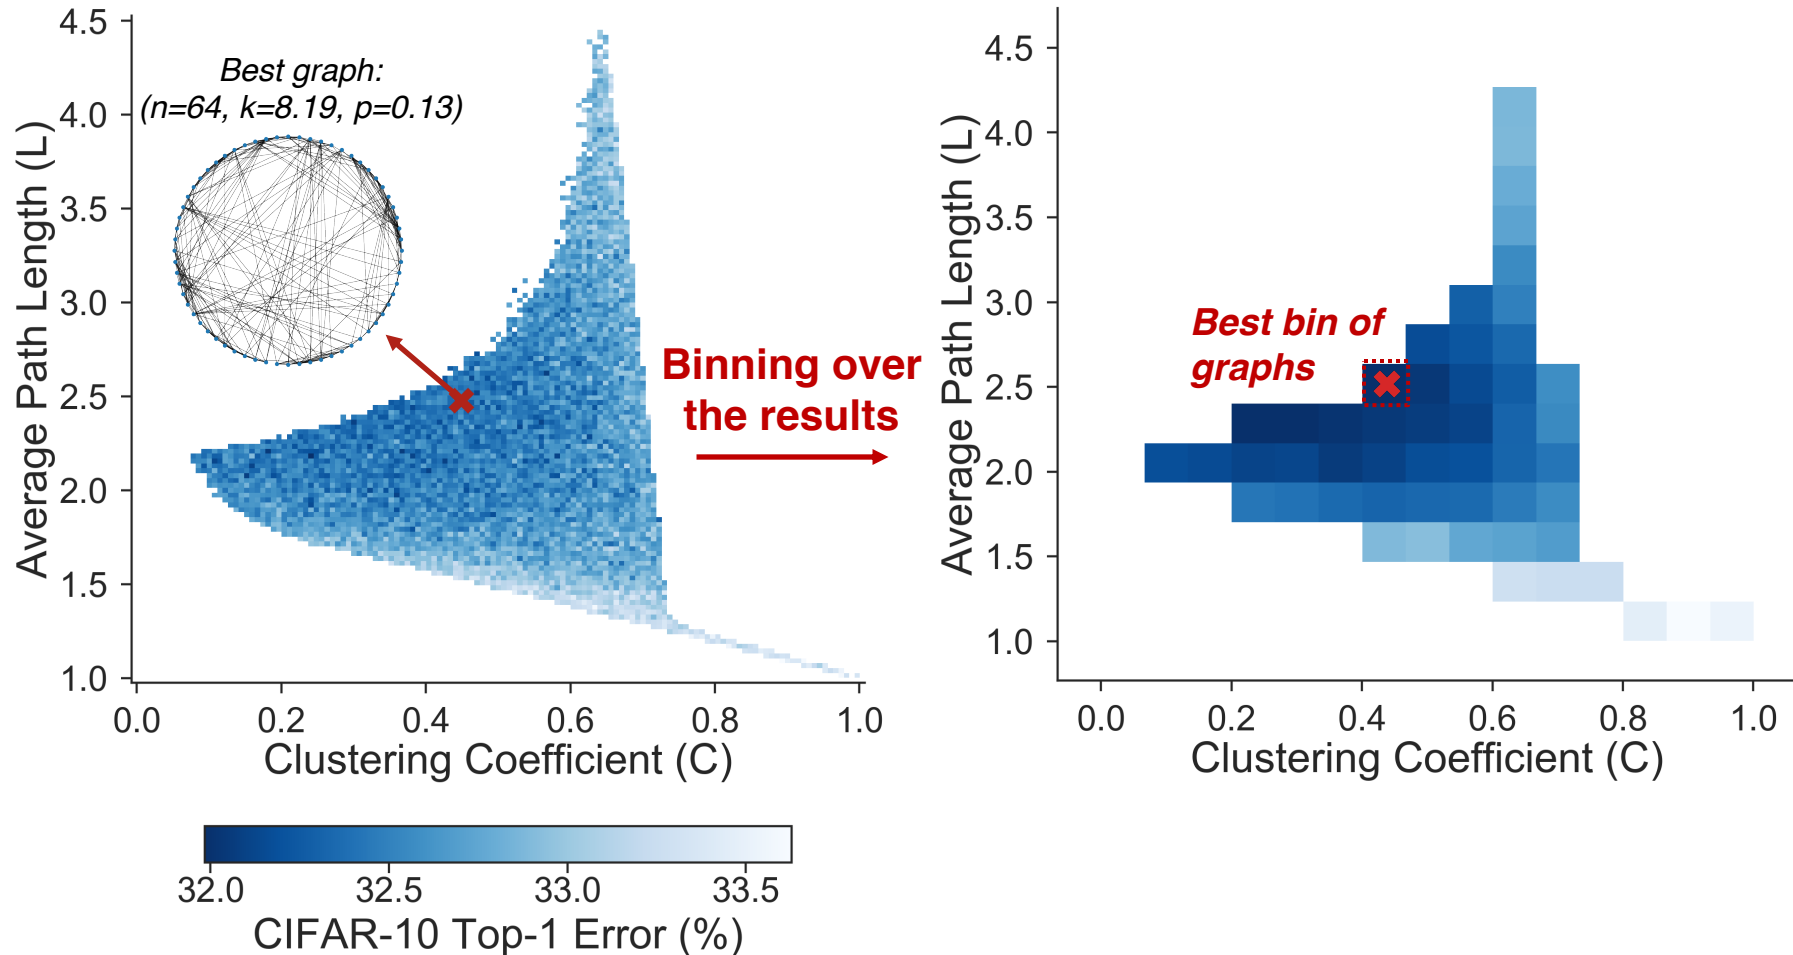 4.5
4.0
3.5
3.0
2.5
2.0
1.5
1.0
Average Path Length (L)
Best graph:
(n=64, k=8.19, p=0.13)
0.0 0.2 0.4 0.6 0.8 1.0
Clustering Coefficient (C)
Binning over
the results
4.5
4.0
3.5
3.0
2.5
2.0
1.5
1.0
Average Path Length (L)
Best bin of
graphs
0.0 0.2 0.4 0.6 0.8 1.0
Clustering Coefficient (C)
32.0 32.5 33.0 33.5
CIFAR-10 Top-1 Error (%)